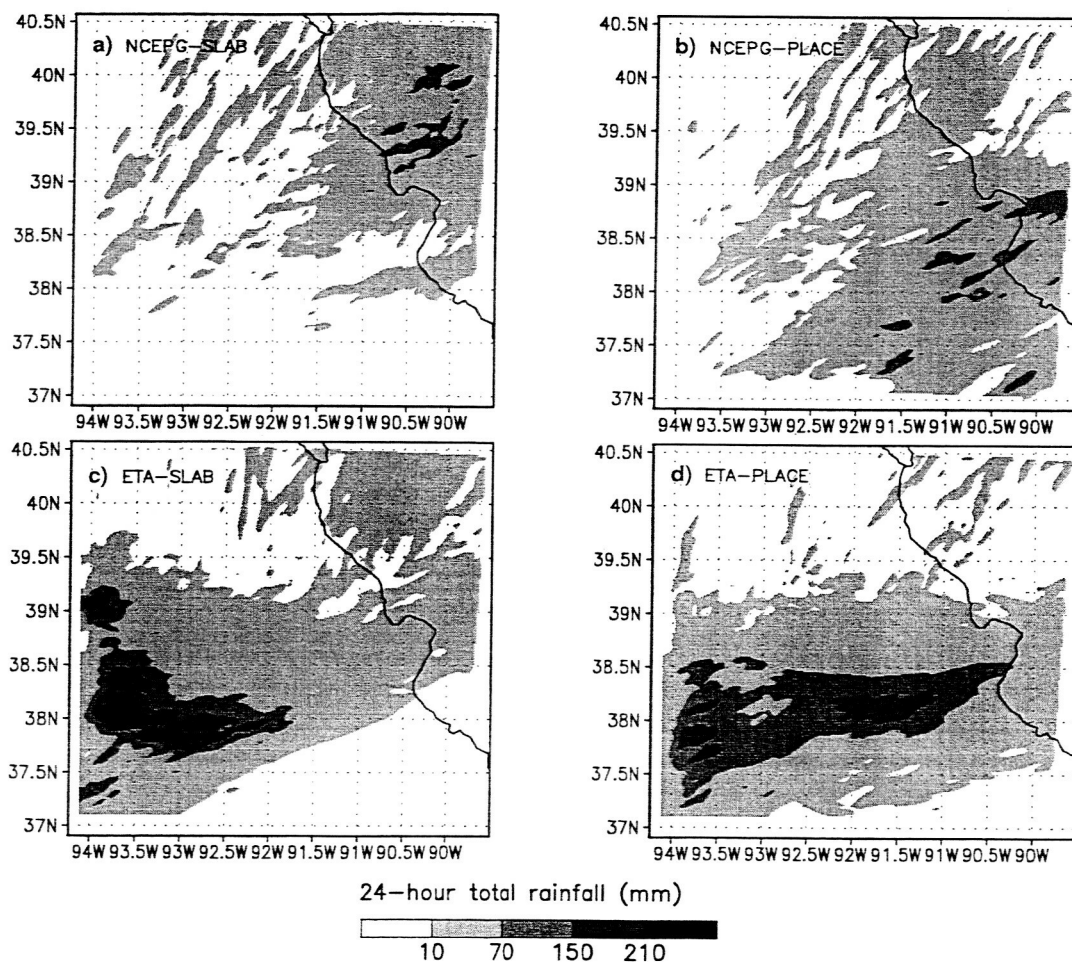 a) NCEPG-SLAB
40.5N
40N
39.5N
39N
38.5N
38N
37.5N
37N
94W 93.5W 93W 92.5W 92W 91.5W 91W 90.5W 90W
b) NCEPG-PLACE
40.5N
40N
39.5N
39N
38.5N
38N
37.5N
37N
94W 93.5W 93W 92.5W 92W 91.5W 91W 90.5W 90W
c) ETA-SLAB
40.5N
40N
39.5N
39N
38.5N
38N
37.5N
37N
94W 93.5W 93W 92.5W 92W 91.5W 91W 90.5W 90W
d) ETA-PLACE
40.5N
40N
39.5N
39N
38.5N
38N
37.5N
37N
94W 93.5W 93W 92.5W 92W 91.5W 91W 90.5W 90W
24-hour total rainfall (mm)
10 70 150 210